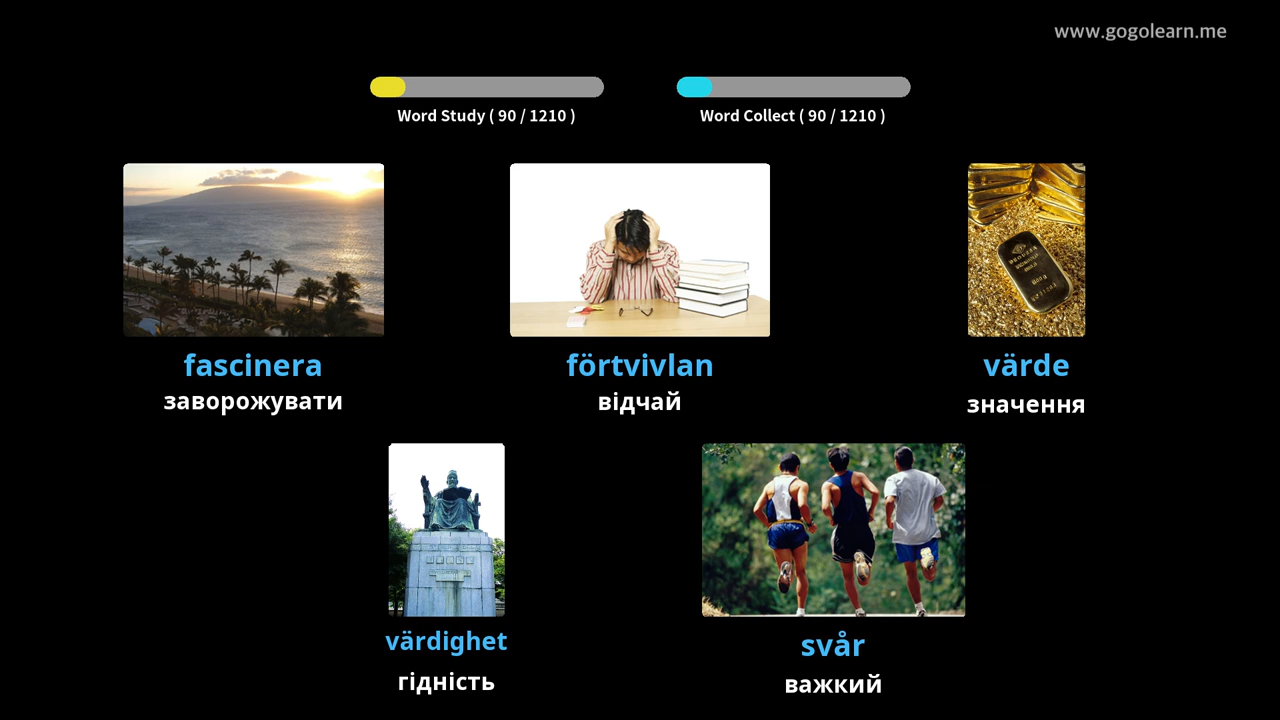 www.gogolearn.me
Word Study ( 90 / 1210 )
Word Collect ( 90 / 1210 )
fascinera
заворожувати
förtvivlan
відчай
värde
значення
värdighet
гідність
svår
важкий